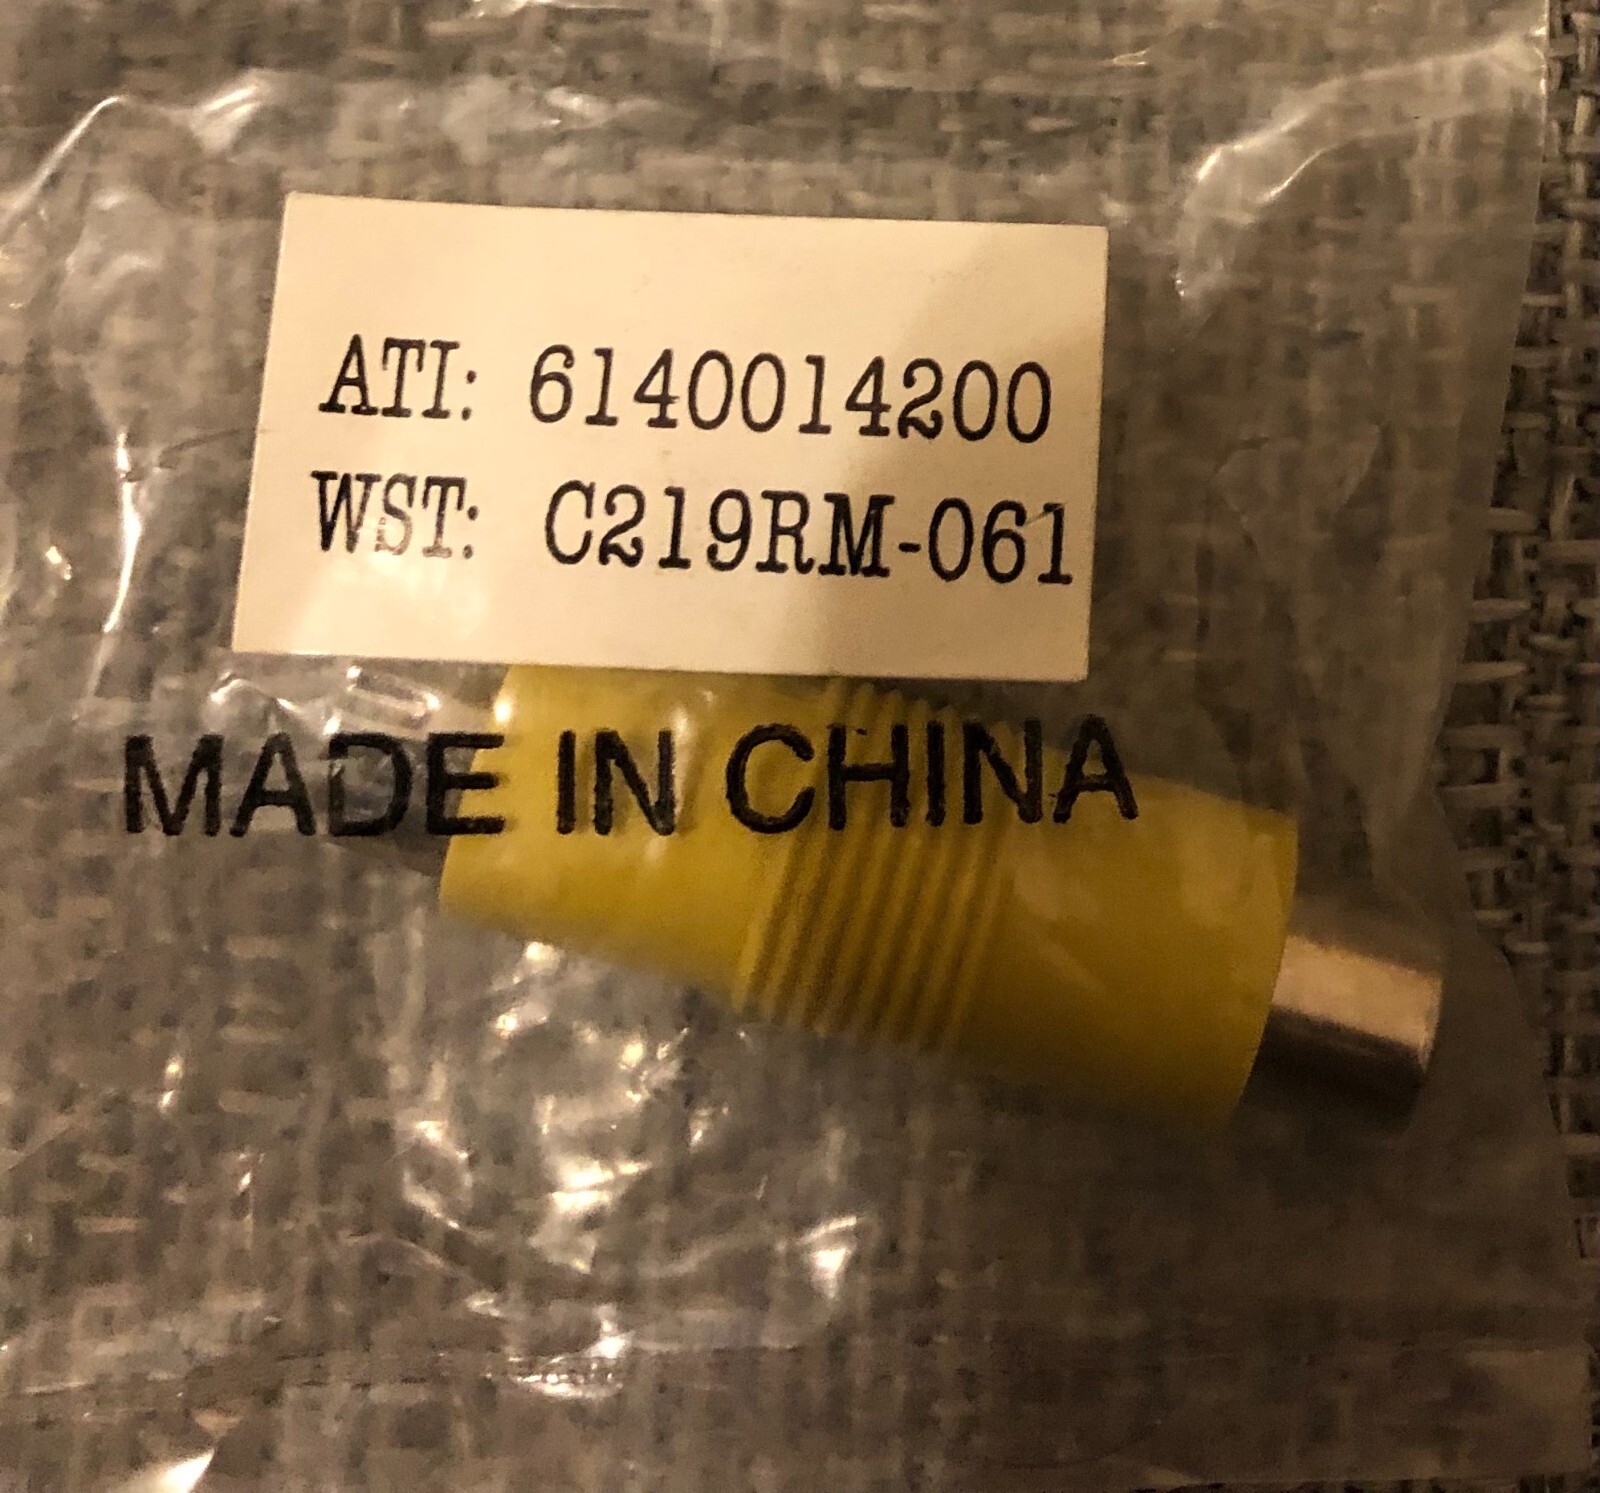 ATI: 6140014200
WST: C219RM-061
MADE IN CHINA